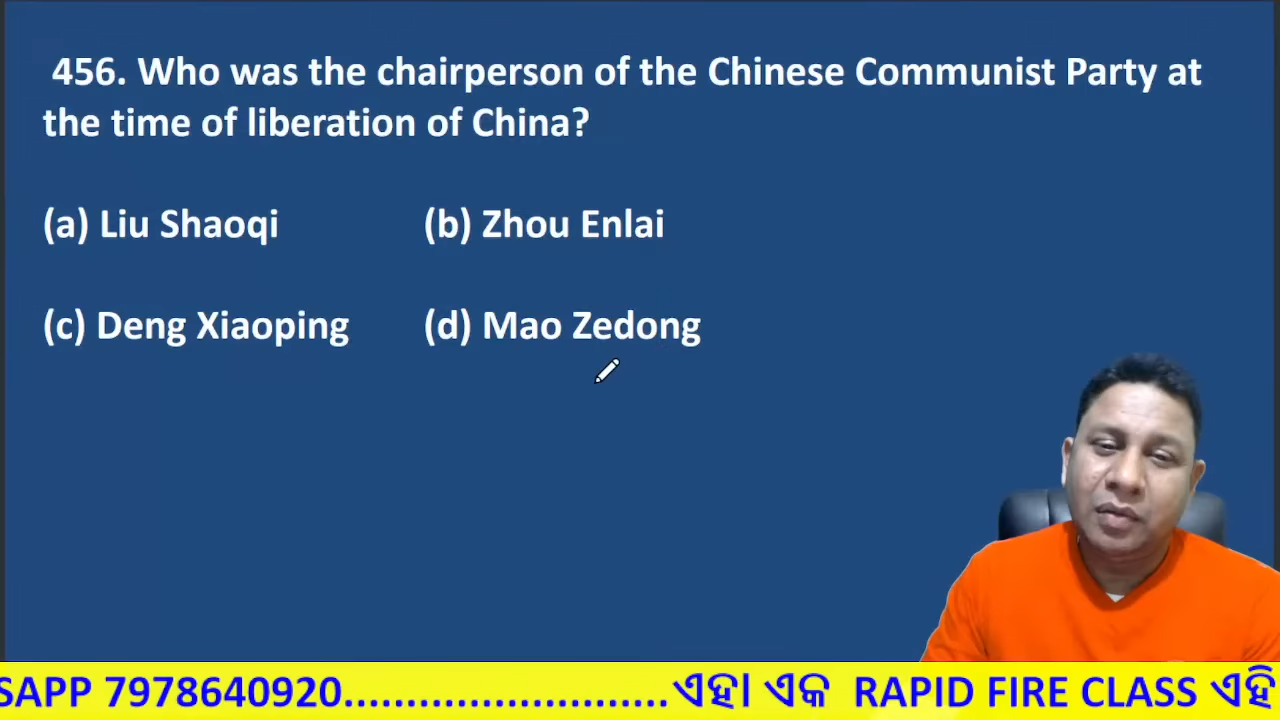 456. Who was the chairperson of the Chinese Communist Party at
the time of liberation of China?
(a) Liu Shaoqi (b) Zhou Enlai
(c) Deng Xiaoping (d) Mao Zedong
SAPP 7978640920......................... ଏହା ଏକ RAPID FIRE CLASS ଏହି